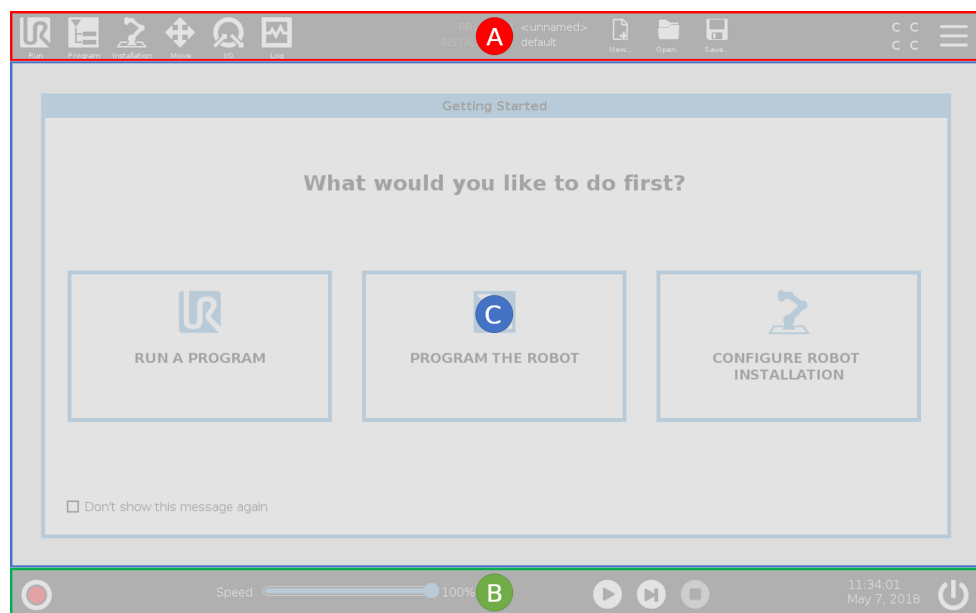 Run Program Installation Move I/O Log
PR <unnamed>
INSTAL default
New... Open... Save...
A
C C
C C
Getting Started
What would you like to do first?
RUN A PROGRAM
C
PROGRAM THE ROBOT
CONFIGURE ROBOT
INSTALLATION
Don't show this message again
Speed 100%
B
11:34:01
May 7, 2018